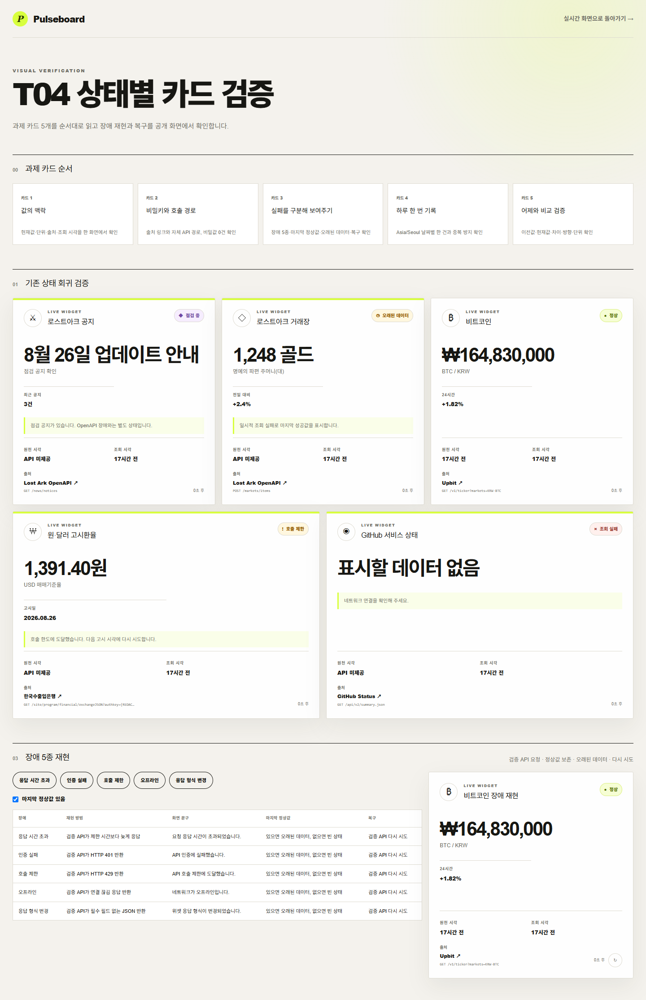 P Pulseboard
실시간 화면으로 돌아가기 →
VISUAL VERIFICATION
T04 상태별 카드 검증
과제 카드 5개를 순서대로 읽고 장애 재현과 복구를 공개 화면에서 확인합니다.
00 과제 카드 순서
카드 1
값의 맥락
현재값·단위·출처·조회 시각을 한 화면에서 확인
카드 2
비밀키와 호출 경로
출처 링크와 자체 API 경로, 비밀값 0건 확인
카드 3
실패를 구분해 보여주기
장애 5종·마지막 정상값·오래된 데이터·복구 확인
카드 4
하루 한 번 기록
Asia/Seoul 날짜별 한 건과 중복 방지 확인
카드 5
어제와 비교 검증
이전값·현재값·차이·방향·단위 확인
01 기존 상태 회귀 검증
LIVE WIDGET
로스트아크 공지
◆ 점검 중
8월 26일 업데이트 안내
점검 공지 확인
최근 공지
3건
점검 공지가 있습니다. OpenAPI 장애와는 별도 상태입니다.
원천 시각
API 미제공
조회 시각
17시간 전
출처
Lost Ark OpenAPI ↗
GET /news/notices
0초 후
LIVE WIDGET
로스트아크 거래장
오래된 데이터
1,248 골드
명예의 파편 주머니(대)
전일 대비
+2.4%
일시적 조회 실패로 마지막 성공값을 표시합니다.
원천 시각
API 미제공
조회 시각
17시간 전
출처
Lost Ark OpenAPI ↗
POST /markets/items
0초 후
₿
LIVE WIDGET
비트코인
● 정상
₩164,830,000
BTC / KRW
24시간
+1.82%
원천 시각
17시간 전
조회 시각
17시간 전
출처
Upbit ↗
GET /v1/ticker?markets=KRW-BTC
0초 후
₩
LIVE WIDGET
원·달러 고시환율
! 호출 제한
1,391.40원
USD 매매기준율
고시일
2026.08.26
호출 한도에 도달했습니다. 다음 고시 시각에 다시 시도합니다.
원천 시각
API 미제공
조회 시각
17시간 전
출처
한국수출입은행 ↗
GET /site/program/financial/exchangeJSON?authkey={REDAC…
0초 후
LIVE WIDGET
GitHub 서비스 상태
× 조회 실패
표시할 데이터 없음
네트워크 연결을 확인해 주세요.
원천 시각
API 미제공
조회 시각
17시간 전
출처
GitHub Status ↗
GET /api/v2/summary.json
0초 후
03 장애 5종 재현
검증 API 요청 · 정상값 보존 · 오래된 데이터 · 다시 시도
응답 시간 초과 인증 실패 호출 제한 오프라인 응답 형식 변경
마지막 정상값 있음
장애 재현 방법 화면 문구 마지막 정상값 복구
응답 시간 초과 검증 API가 제한 시간보다 늦게 응답 요청 응답 시간이 초과되었습니다. 있으면 오래된 데이터, 없으면 빈 상태 검증 API 다시 시도
인증 실패 검증 API가 HTTP 401 반환 API 인증에 실패했습니다. 있으면 오래된 데이터, 없으면 빈 상태 검증 API 다시 시도
호출 제한 검증 API가 HTTP 429 반환 API 호출 제한에 도달했습니다. 있으면 오래된 데이터, 없으면 빈 상태 검증 API 다시 시도
오프라인 검증 API가 연결 끊김 응답 반환 네트워크가 오프라인입니다. 있으면 오래된 데이터, 없으면 빈 상태 검증 API 다시 시도
응답 형식 변경 검증 API가 필수 필드 없는 JSON 반환 위젯 응답 형식이 변경되었습니다. 있으면 오래된 데이터, 없으면 빈 상태 검증 API 다시 시도
₿
LIVE WIDGET
비트코인 장애 재현
● 정상
₩164,830,000
BTC / KRW
24시간
+1.82%
원천 시각
17시간 전
조회 시각
17시간 전
출처
Upbit ↗
GET /v1/ticker?markets=KRW-BTC
0초 후 ↻